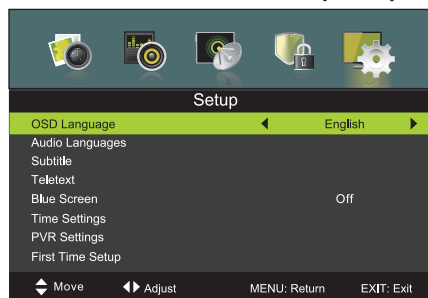 Setup
OSD Language English
Audio Languages
Subtitle
Teletext
Blue Screen Off
Time Settings
PVR Settings
First Time Setup
Move Adjust MENU: Return EXIT: Exit